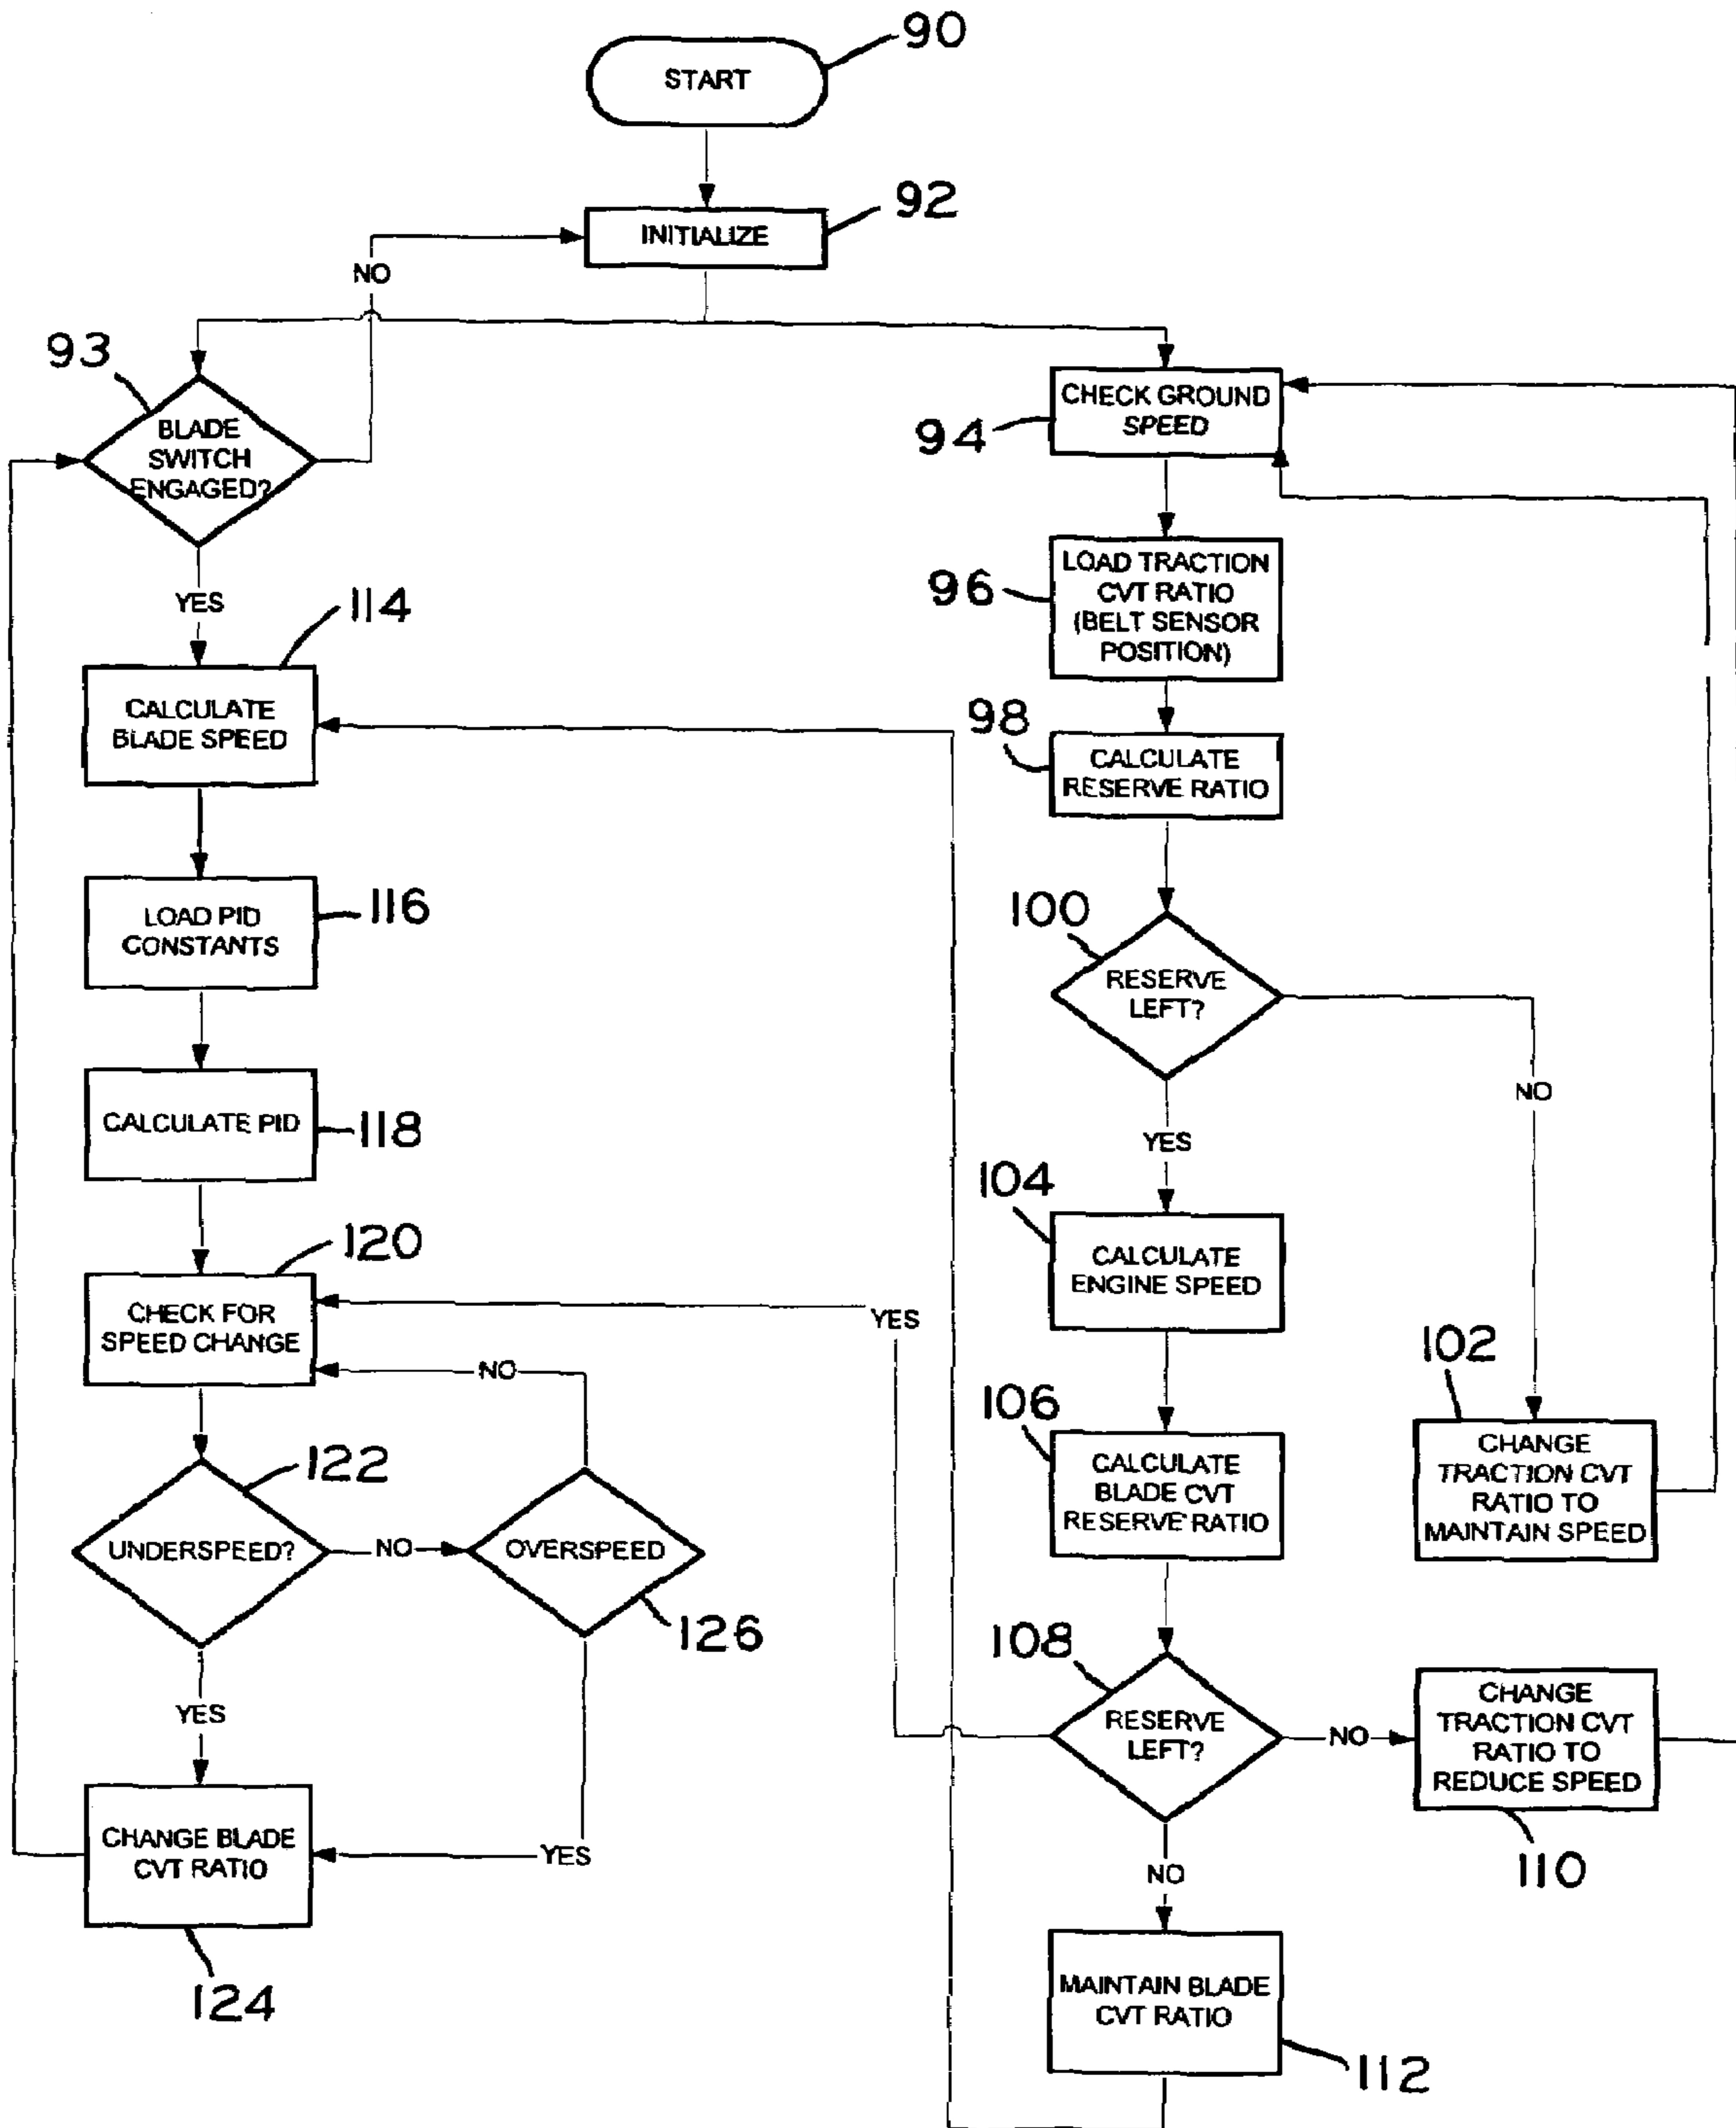 90
START
92
INITIALIZE
NO
93
BLADE
SWITCH
ENGAGED?
YES
114
CALCULATE
BLADE SPEED
LOAD PID
CONSTANTS
116
CALCULATE PID
118
120
CHECK FOR
SPEED CHANGE
YES
NO
122
UNDERSPEED?
NO
OVERSPEED
126
YES
CHANGE BLADE
CVT RATIO
YES
124
94
CHECK GROUND
SPEED
96
LOAD TRACTION
CVT RATIO
(BELT SENSOR
POSITION)
98
CALCULATE
RESERVE RATIO
100
RESERVE
LEFT?
NO
YES
104
CALCULATE
ENGINE SPEED
102
CHANGE
TRACTION CVT
RATIO TO
MAINTAIN SPEED
106
CALCULATE
BLADE CVT
RESERVE RATIO
108
RESERVE
LEFT?
NO
CHANGE
TRACTION CVT
RATIO TO
REDUCE SPEED
110
NO
MAINTAIN BLADE
CVT RATIO
112